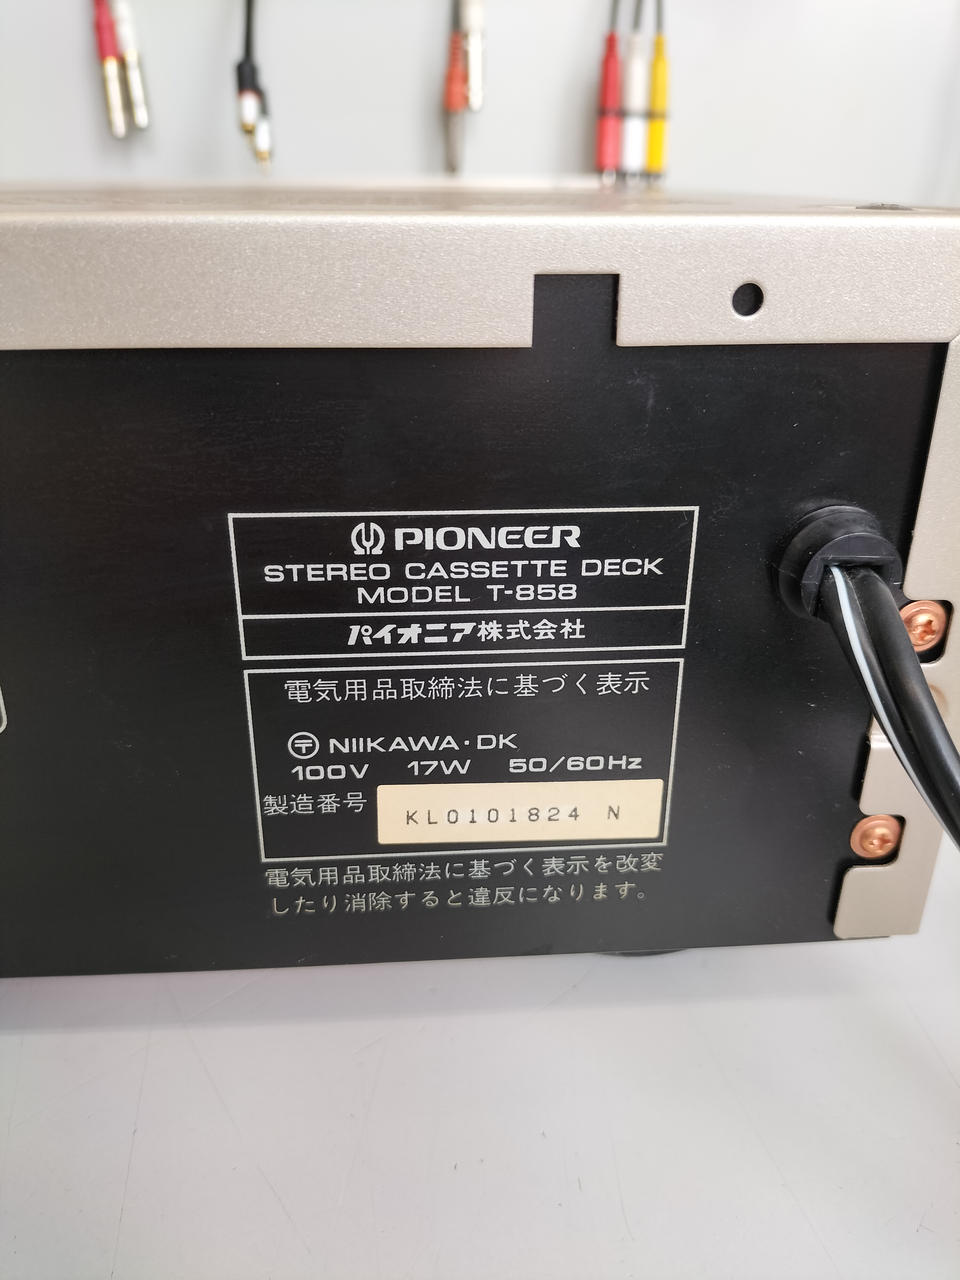 PIONEER
STEREO CASSETTE DECK
MODEL T-858
パイオニア株式会社
電気用品取締法に基づく表示
〶 NIIKAWA・DK
100V 17W 50/60Hz
製造番号 KL0101824 N
電気用品取締法に基づく表示を改変
したり消除すると違反になります。